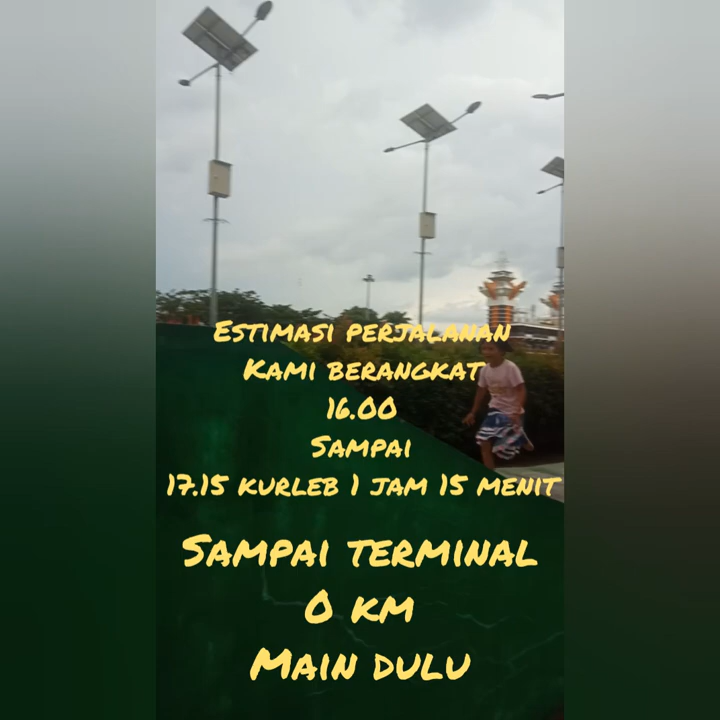 Estimasi perjalanan
Kami berangkat
16.00
Sampai
17.15 kurleb 1 jam 15 menit
Sampai terminal
0 km
Main dulu